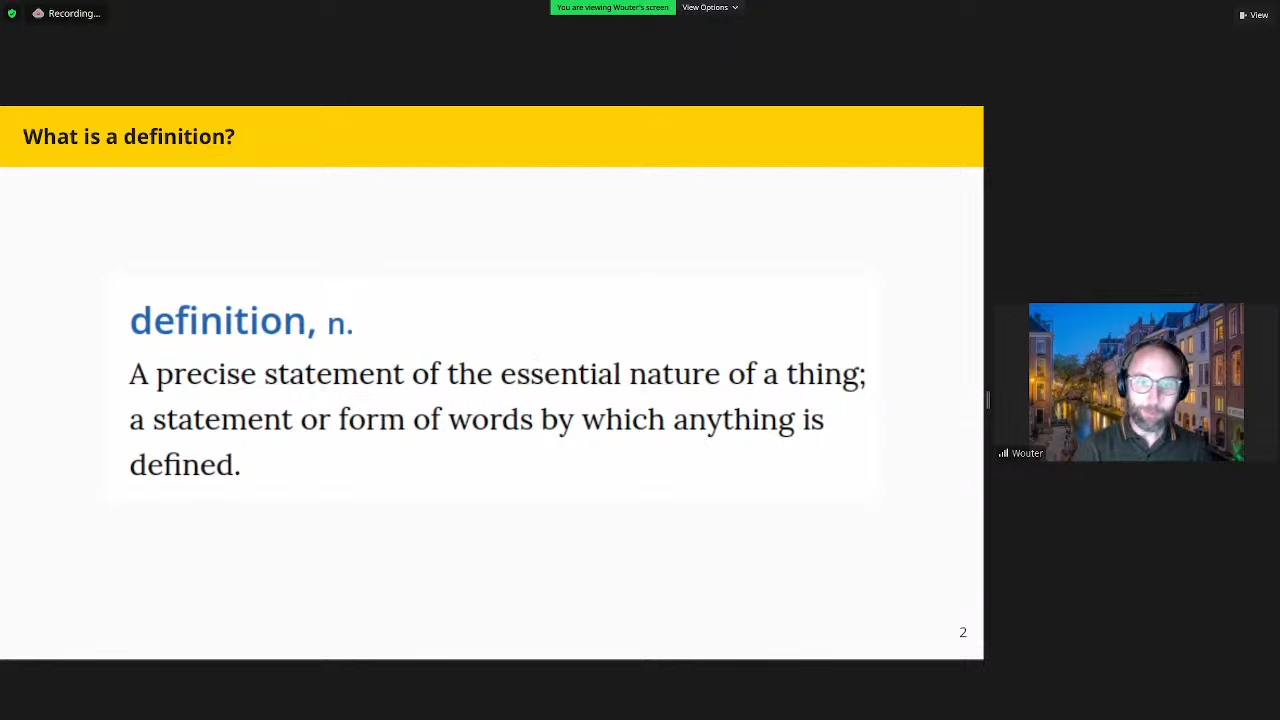 Recording...
You are viewing Wouter's screen View Options
View
What is a definition?
definition, n.
A precise statement of the essential nature of a thing;
a statement or form of words by which anything is
defined.
Wouter
2